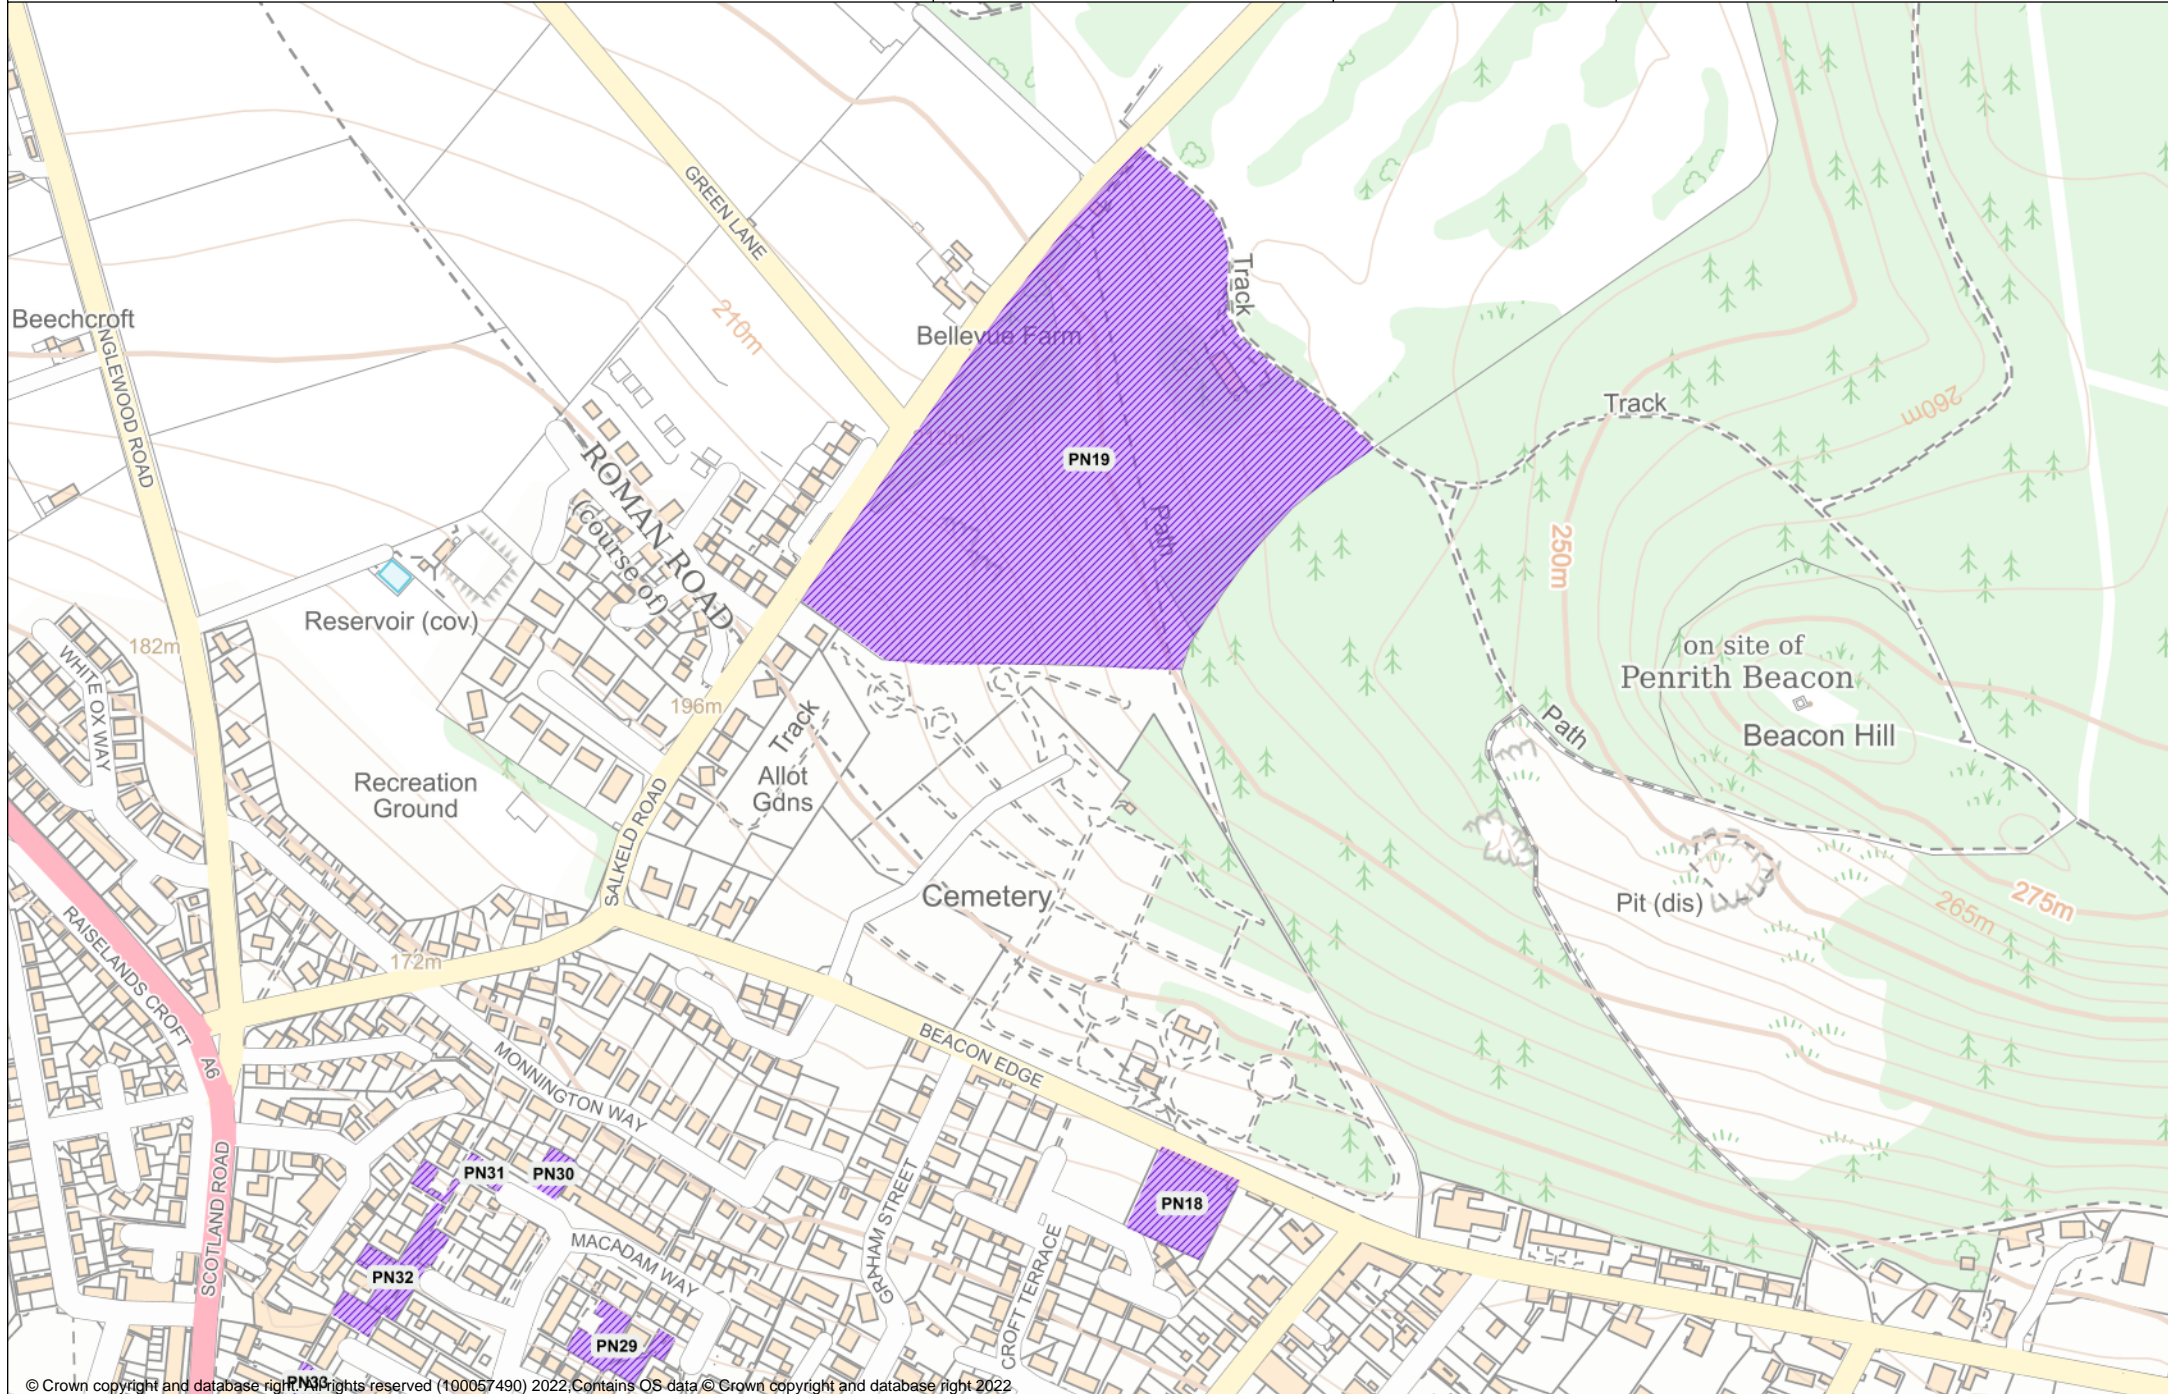 GREEN LANE
Track
Beechcroft
210m
Bellevue Farm
INGLEWOOD ROAD
Track
260m
212m
PN19
ROMAN ROAD
(course of)
Path
250m
Reservoir (cov)
182m
WHITE OX WAY
on site of
Penrith Beacon
196m
Track
Path
Beacon Hill
Recreation
Ground
Allot
Gdns
SALKELD ROAD
Cemetery
Pit (dis)
265m
275m
RAISELANDS CROFT
172m
A6
MONNINGTON WAY
BEACON EDGE
PN31
PN30
SCOTLAND ROAD
GRAHAM STREET
PN18
MACADAM WAY
CROFT TERRACE
PN32
PN29
PN33
© Crown copyright and database right. All rights reserved (100057490) 2022,Contains OS data © Crown copyright and database right 2022